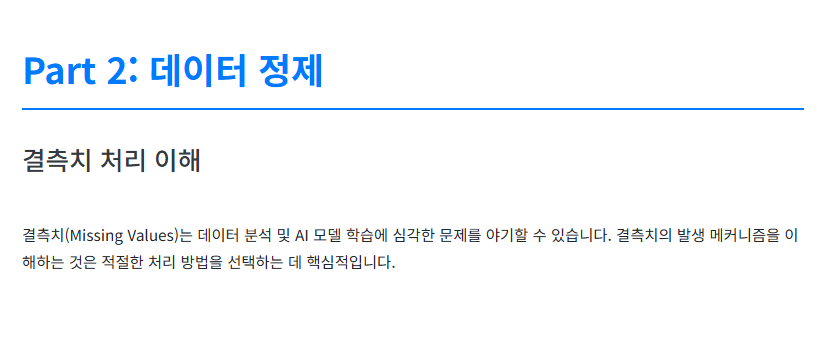 Part 2: 데이터 정제
결측치 처리 이해
결측치(Missing Values)는 데이터 분석 및 AI 모델 학습에 심각한 문제를 야기할 수 있습니다. 결측치의 발생 메커니즘을 이
해하는 것은 적절한 처리 방법을 선택하는 데 핵심적입니다.